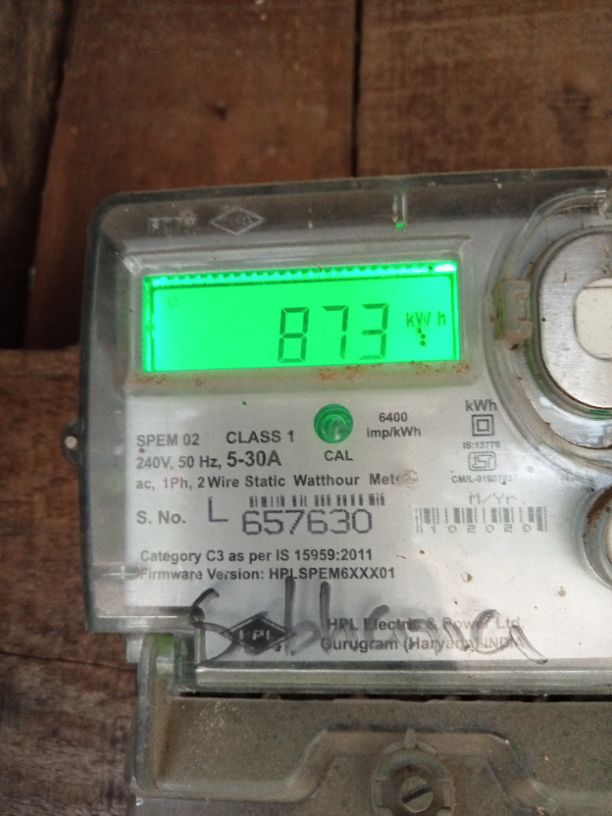 873 kWh
kWh
6400
imp/kWh
SPEM 02 CLASS 1
CAL
IS:13779
240V, 50 Hz, 5-30A
ac, 1Ph, 2 Wire Static Watthour Meter
M/Yr
S. No. L 657630
102020
Category C3 as per IS 15959:2011
Firmware Version: HPLSPEM6XXX01
HPL
HPL Electric & Power Ltd
Gurugram (Haryana) INDIA